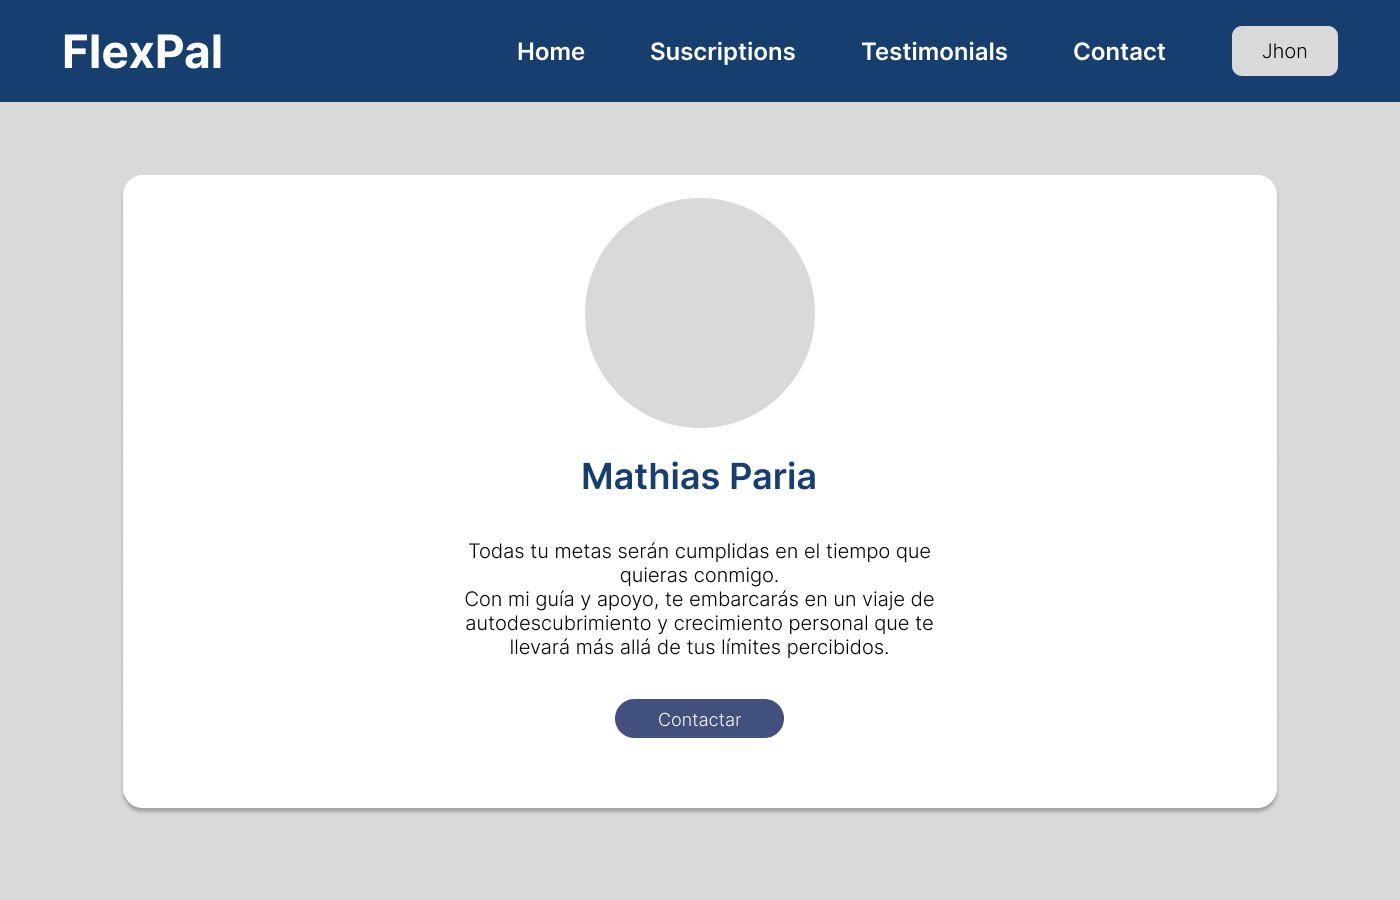 FlexPal
Home
Suscriptions
Testimonials
Contact
Jhon
Mathias Paria
Todas tu metas serán cumplidas en el tiempo que
quieras conmigo.
Con mi guía y apoyo, te embarcarás en un viaje de
autodescubrimiento y crecimiento personal que te
llevará más allá de tus límites percibidos.
Contactar